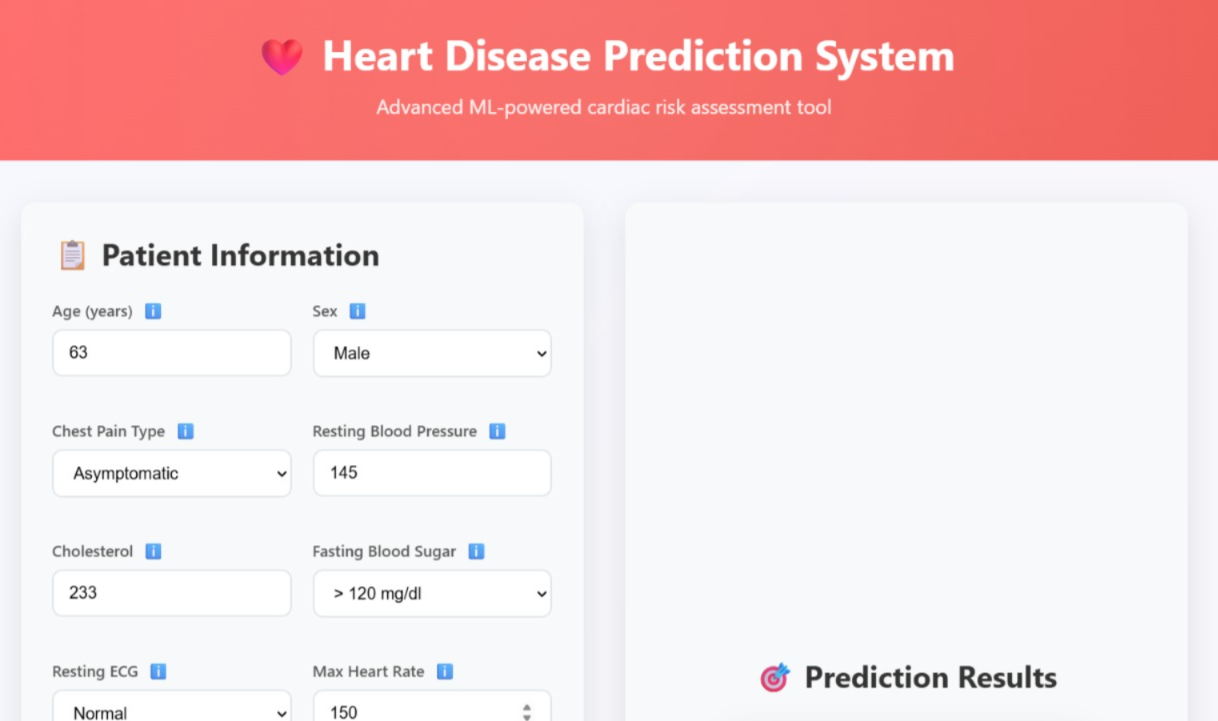 Heart Disease Prediction System
Advanced ML-powered cardiac risk assessment tool
Patient Information
Age (years) i
Sex i
63
Male
Chest Pain Type i
Resting Blood Pressure i
Asymptomatic
145
Cholesterol i
Fasting Blood Sugar i
233
> 120 mg/dl
Resting ECG i
Max Heart Rate i
Normal
150
Prediction Results